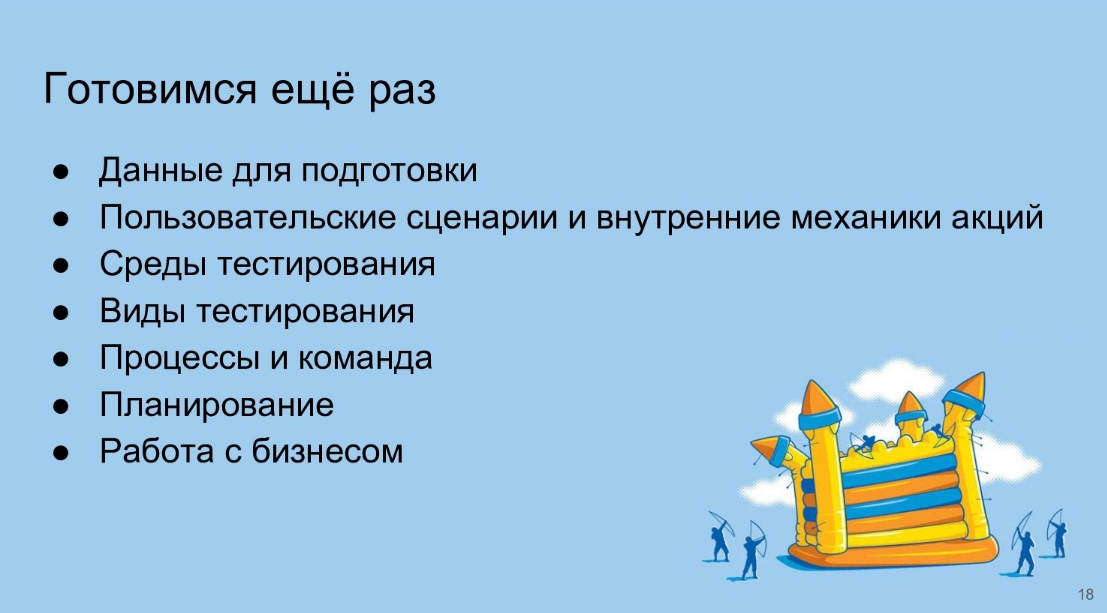 Готовимся ещё раз
● Данные для подготовки
● Пользовательские сценарии и внутренние механики акций
● Среды тестирования
● Виды тестирования
● Процессы и команда
● Планирование
● Работа с бизнесом
18